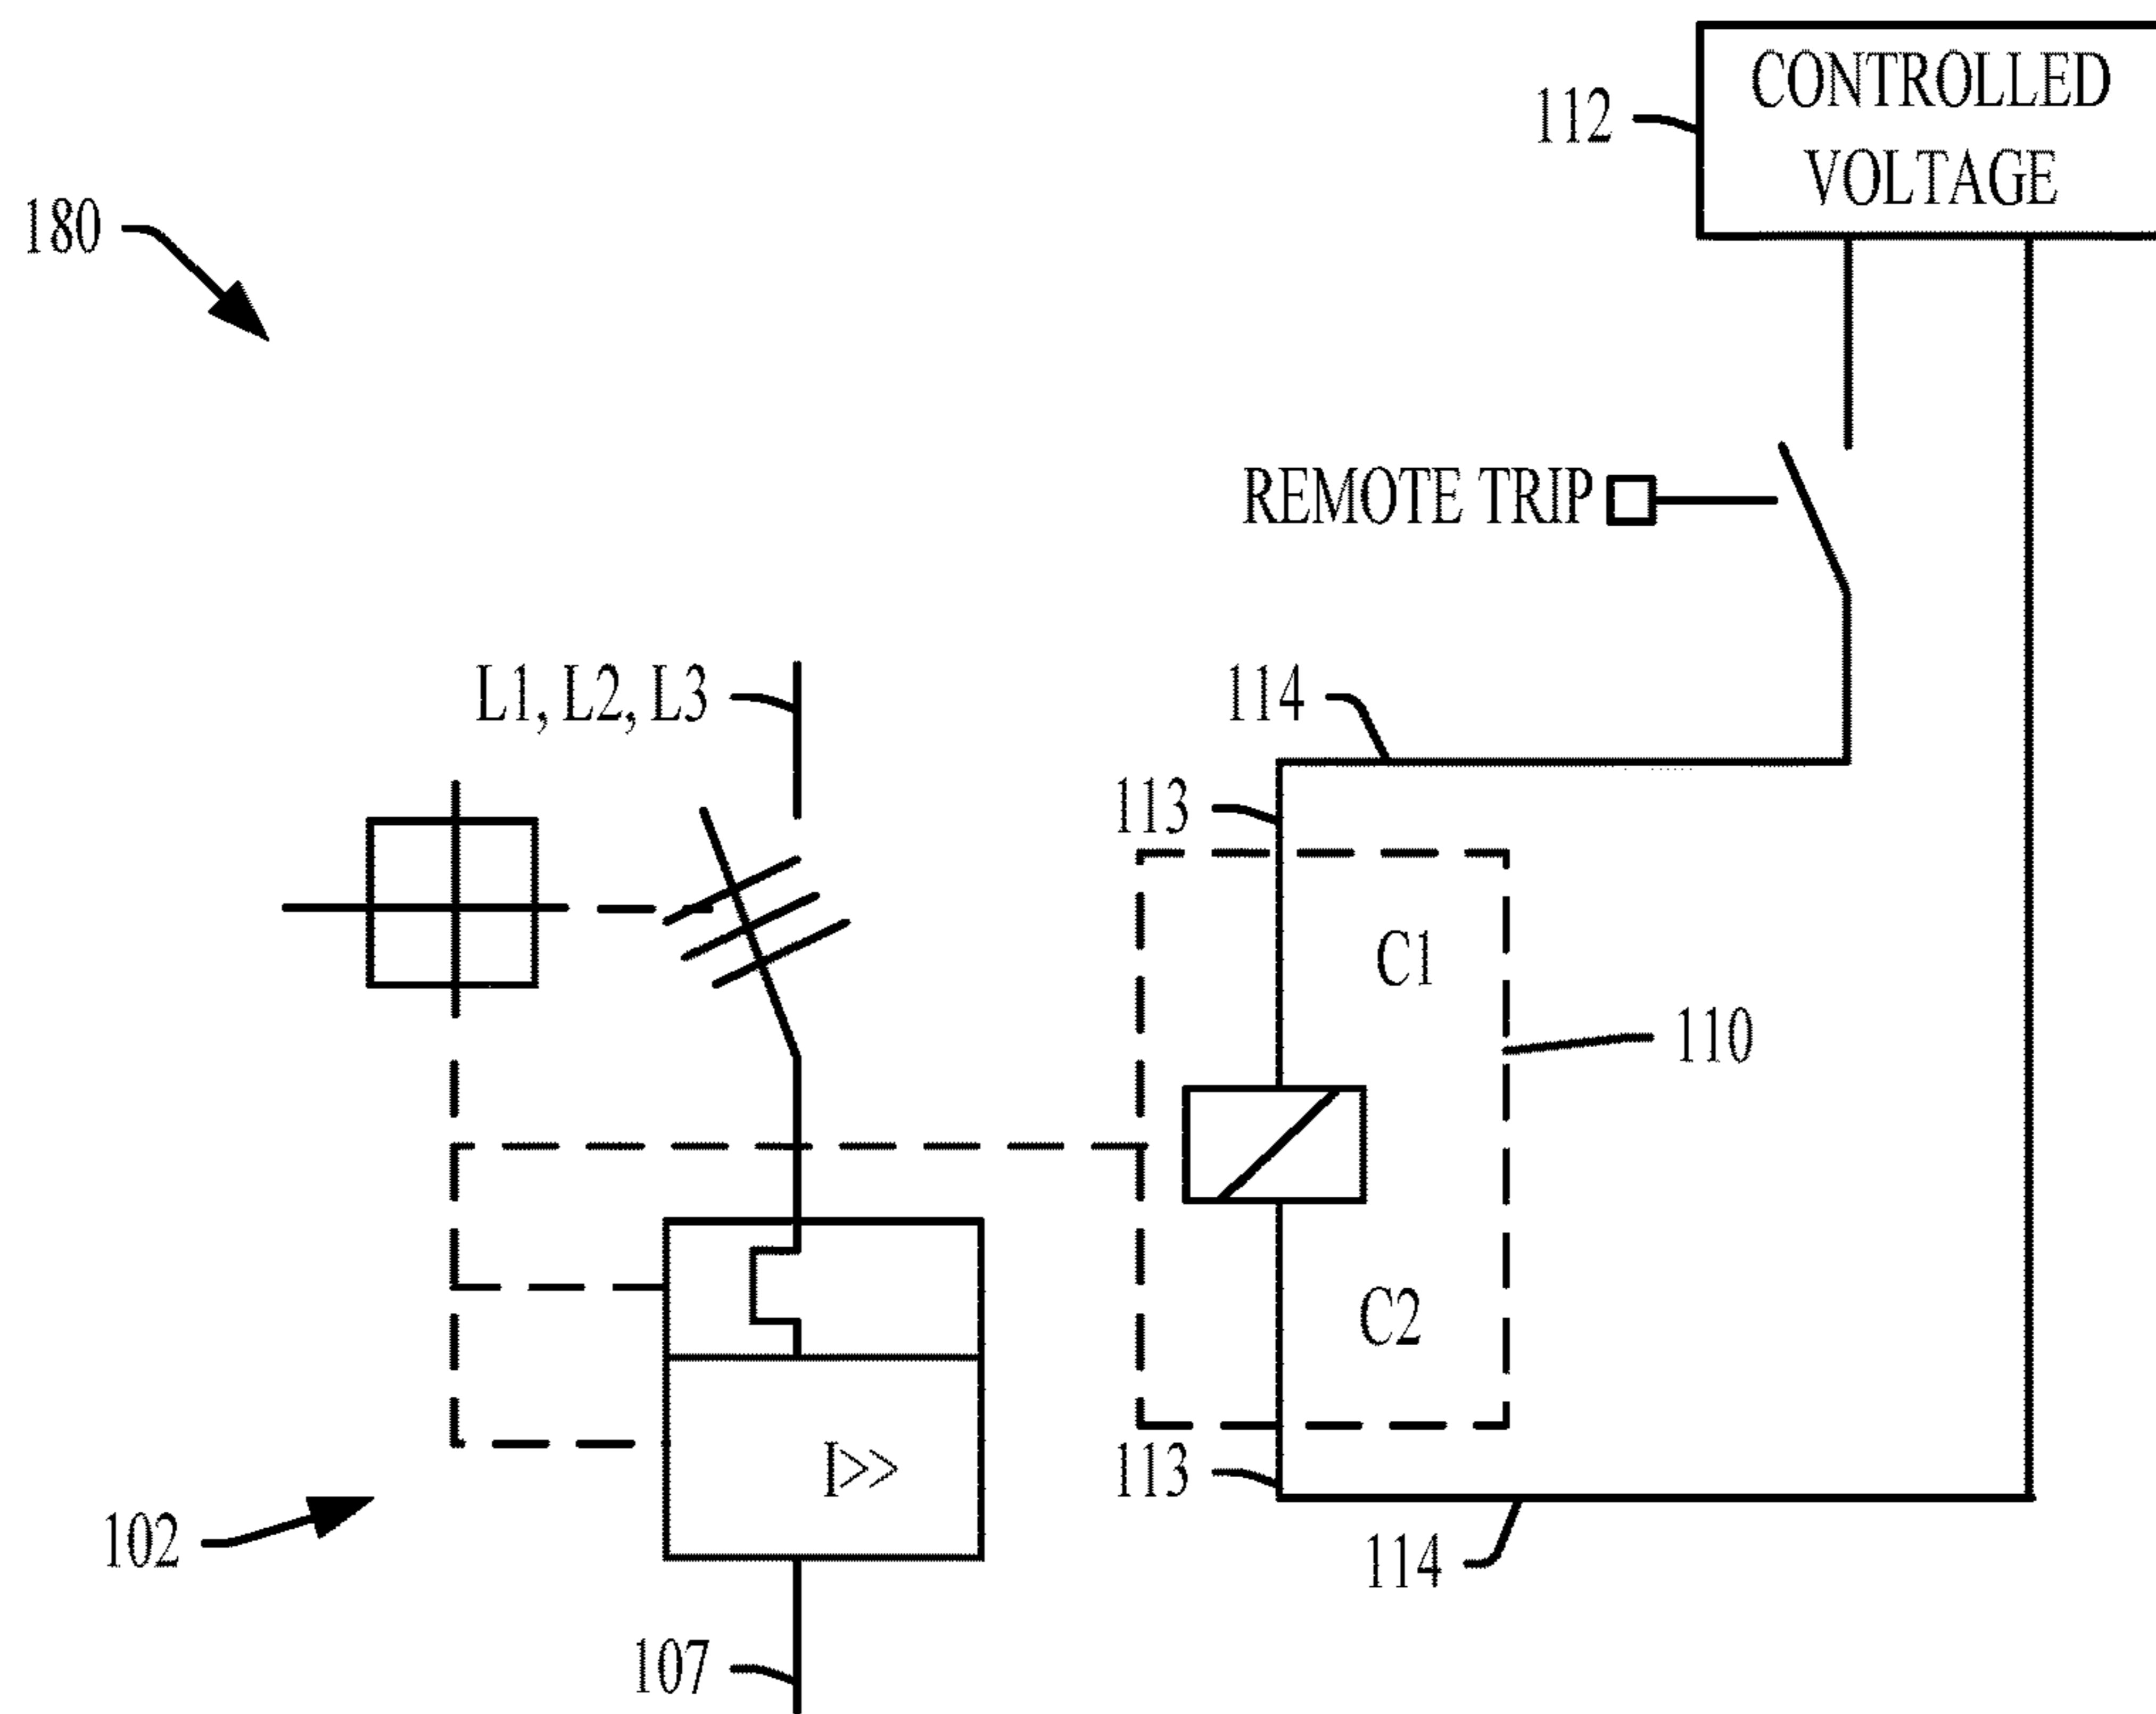 CONTROLLED
VOLTAGE
112
180
REMOTE TRIP
L1, L2, L3
114
113
C1
110
C2
I>>
113
102
114
107